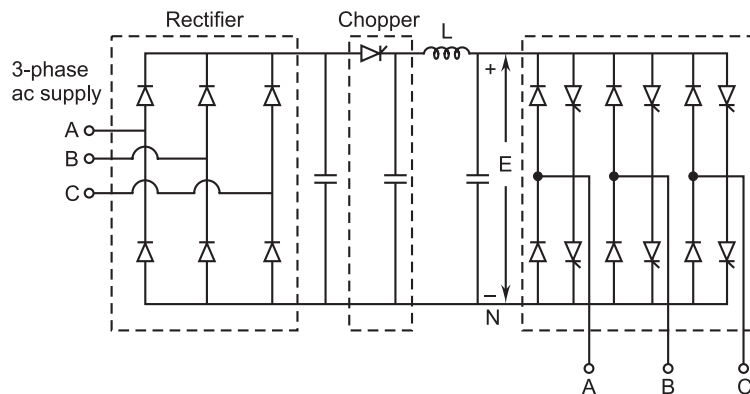 Rectifier
Chopper
L
3-phase
ac supply
A
B
C
+
E
–
N
A
B
C